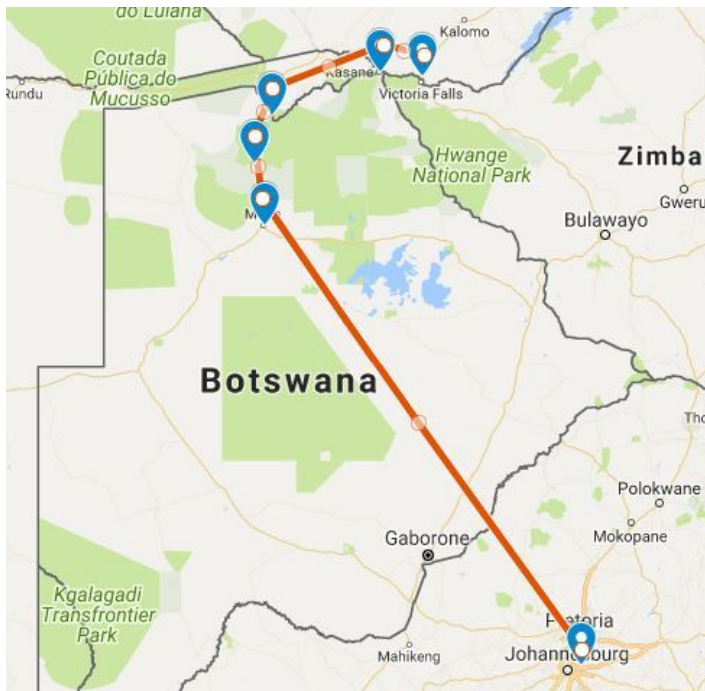 do Luiana
Kalomo
Coutada
Pública do
Mucusso
Rundu
Kasane
Victoria Falls
Hwange
National Park
Zimba
Gweru
Bulawayo
Botswana
Polokwane
Mokopane
Gaborone
Kgalagadi
Transfrontier
Park
Mahikeng